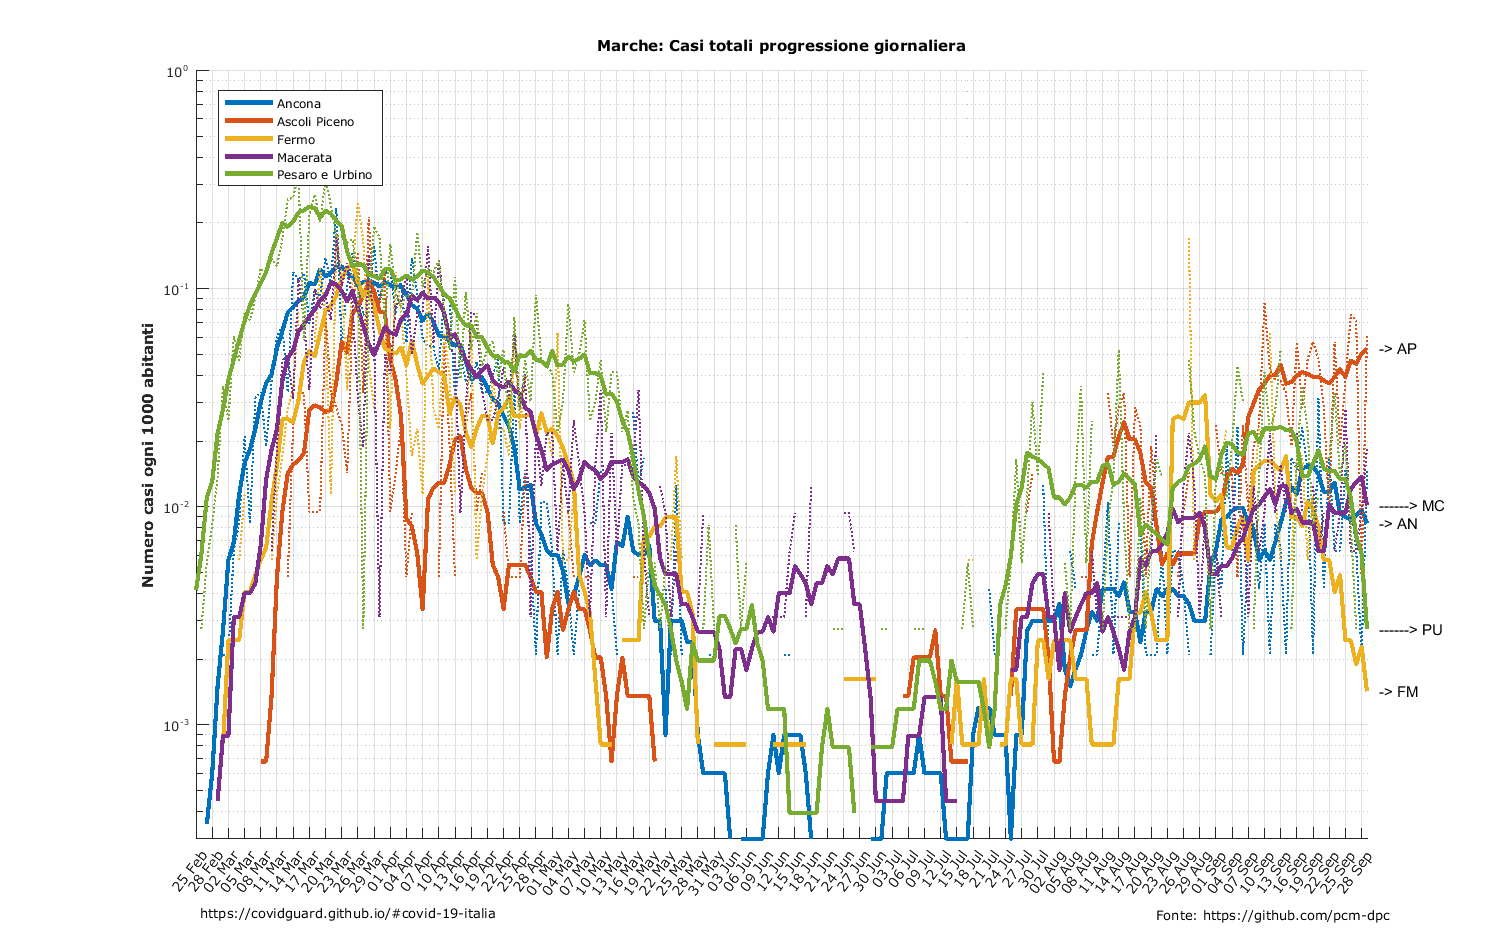 Marche: Casi totali progressione giornaliera
10^0
10^-1
10^-2
10^-3
Numero casi ogni 1000 abitanti
Ancona
Ascoli Piceno
Fermo
Macerata
Pesaro e Urbino
-> AP
------> MC
-> AN
------> PU
-> FM
25 Feb
28 Feb
02 Mar
05 Mar
08 Mar
11 Mar
14 Mar
17 Mar
20 Mar
23 Mar
26 Mar
29 Mar
01 Apr
04 Apr
07 Apr
10 Apr
13 Apr
16 Apr
19 Apr
22 Apr
25 Apr
28 Apr
01 May
04 May
07 May
10 May
13 May
16 May
19 May
22 May
25 May
28 May
31 May
03 Jun
06 Jun
09 Jun
12 Jun
15 Jun
18 Jun
21 Jun
24 Jun
27 Jun
30 Jun
03 Jul
06 Jul
09 Jul
12 Jul
15 Jul
18 Jul
21 Jul
24 Jul
27 Jul
30 Jul
02 Aug
05 Aug
08 Aug
11 Aug
14 Aug
17 Aug
20 Aug
23 Aug
26 Aug
29 Aug
01 Sep
04 Sep
07 Sep
10 Sep
13 Sep
16 Sep
19 Sep
22 Sep
25 Sep
28 Sep
https://covidguard.github.io/#covid-19-italia
Fonte: https://github.com/pcm-dpc